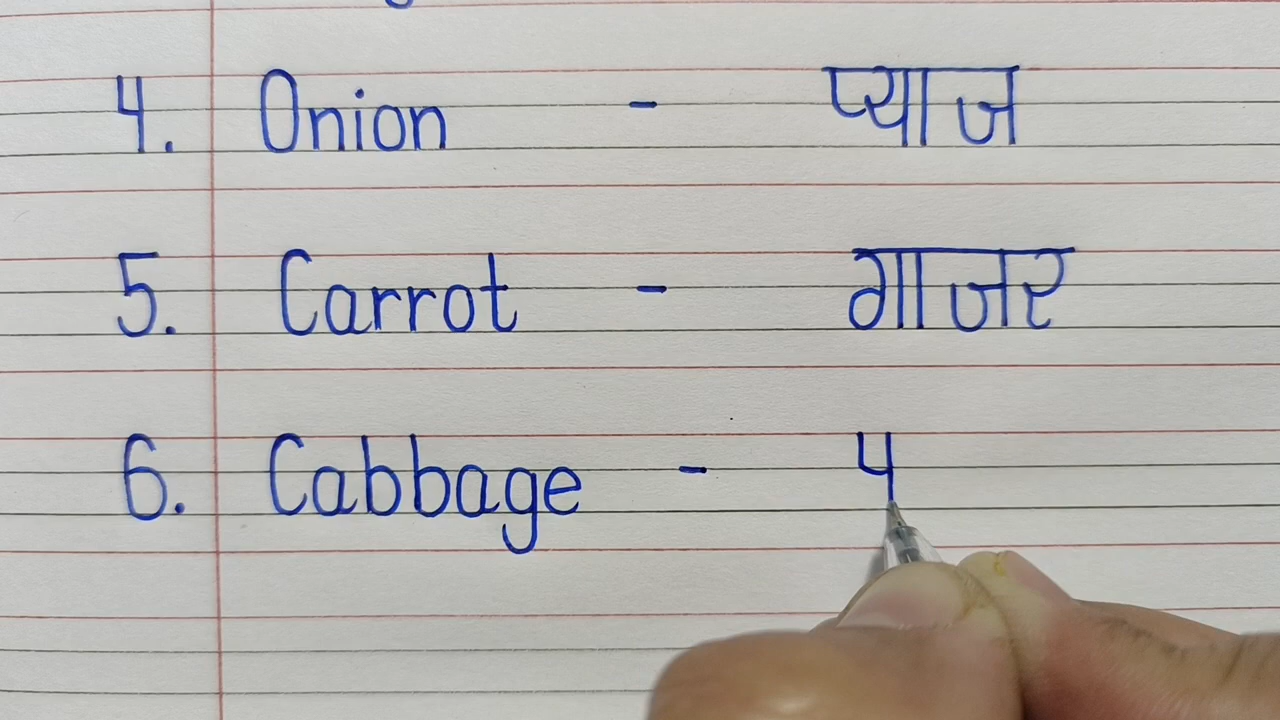 4. Onion - प्याज
5. Carrot - गाजर
6. Cabbage - प